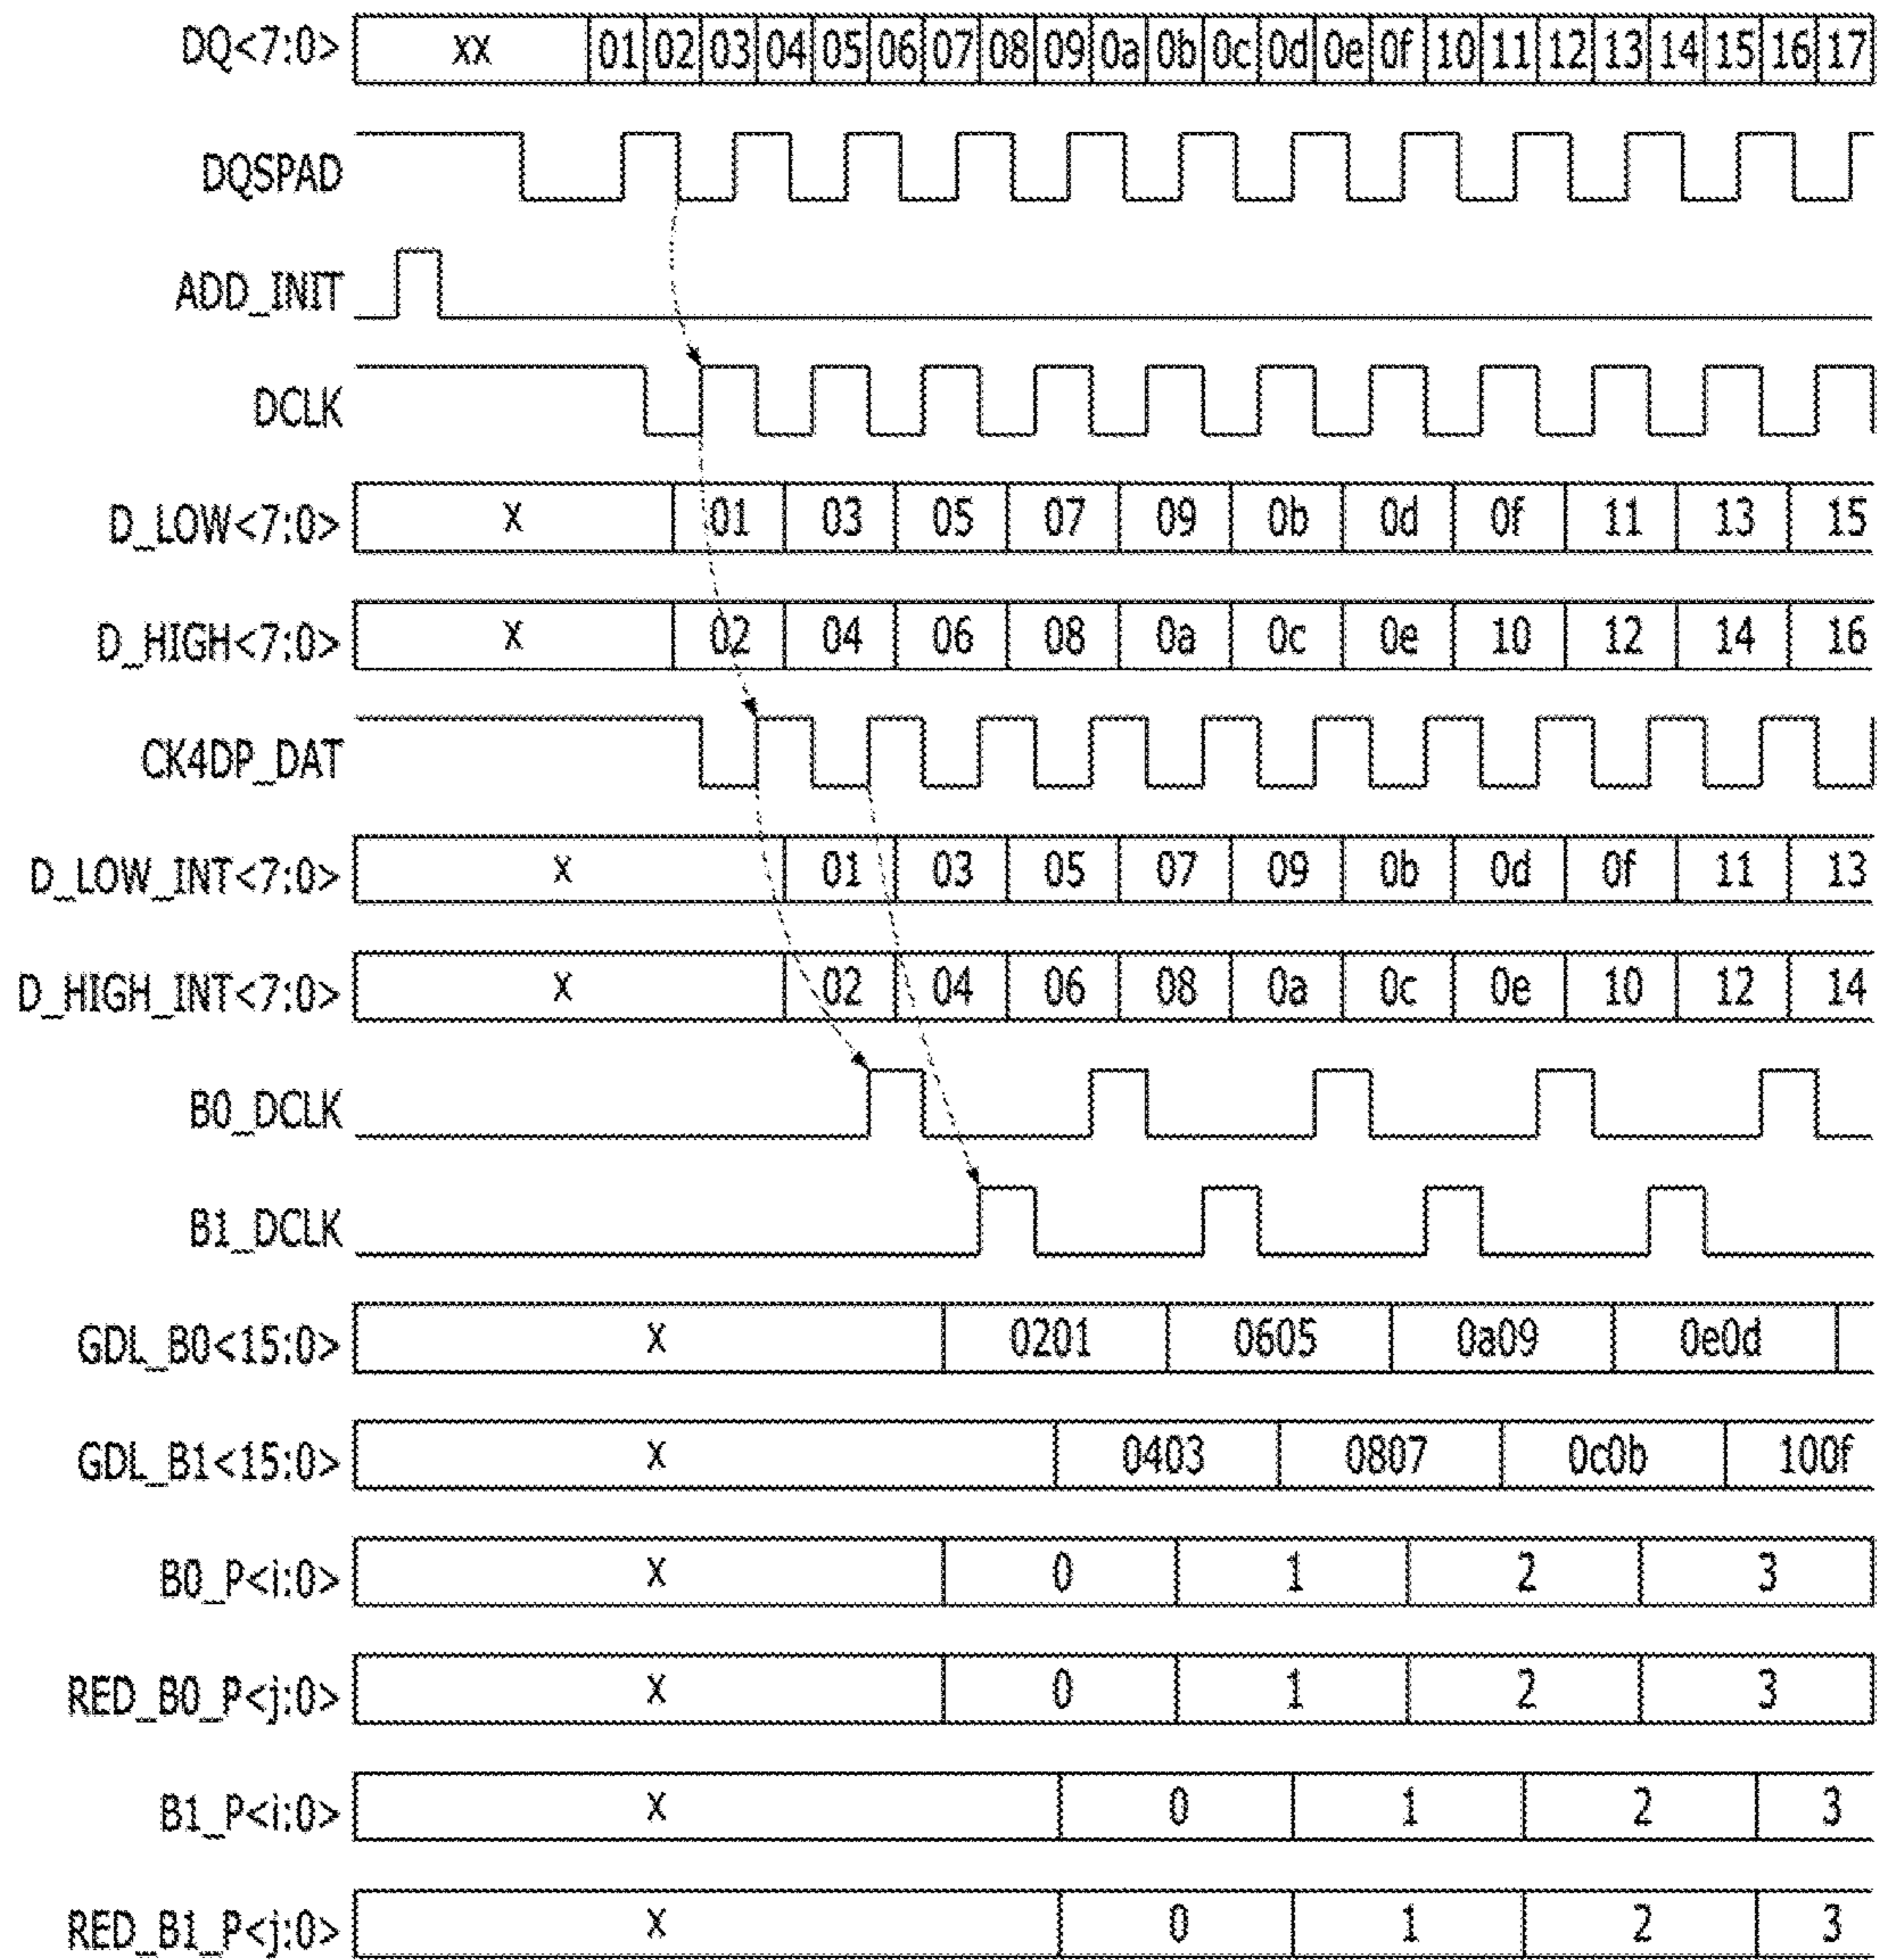 DQ<7:0> XX 01 02 03 04 05 06 07 08 09 0a 0b 0c 0d 0e 0f 10 11 12 13 14 15 16 17
DQSPAD
ADD_INIT
DCLK
D_LOW<7:0> X 01 03 05 07 09 0b 0d 0f 11 13 15
D_HIGH<7:0> X 02 04 06 08 0a 0c 0e 10 12 14 16
CK4DP_DAT
D_LOW_INT<7:0> X 01 03 05 07 09 0b 0d 0f 11 13
D_HIGH_INT<7:0> X 02 04 06 08 0a 0c 0e 10 12 14
B0_DCLK
B1_DCLK
GDL_B0<15:0> X 0201 0605 0a09 0e0d
GDL_B1<15:0> X 0403 0807 0c0b 100f
B0_P<i:0> X 0 1 2 3
RED_B0_P<j:0> X 0 1 2 3
B1_P<i:0> X 0 1 2 3
RED_B1_P<j:0> X 0 1 2 3